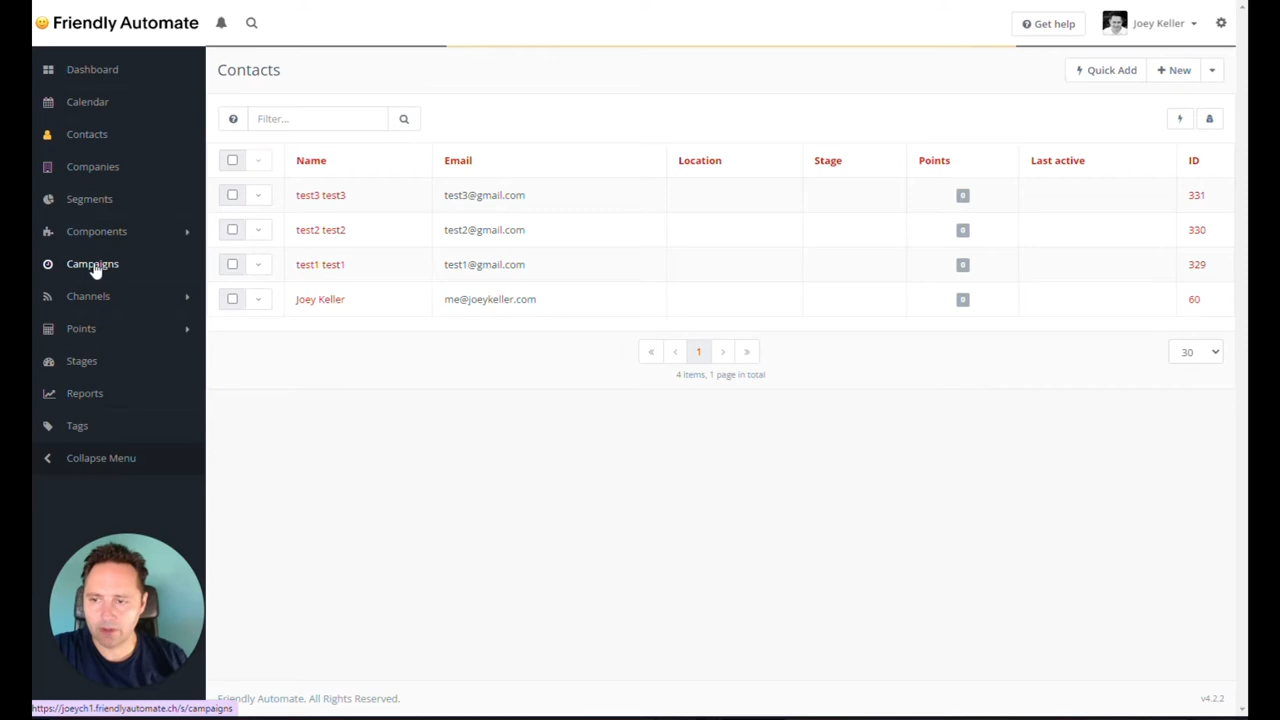 Friendly Automate
Get help
Joey Keller
Dashboard
Calendar
Contacts
Companies
Segments
Components
Campaigns
Channels
Points
Stages
Reports
Tags
Collapse Menu
Contacts
Quick Add
+ New
Filter...
Name Email Location Stage Points Last active ID
test3 test3 test3@gmail.com 0 331
test2 test2 test2@gmail.com 0 330
test1 test1 test1@gmail.com 0 329
Joey Keller me@joeykeller.com 0 60
« ‹ 1 › »
30
4 items, 1 page in total
Friendly Automate. All Rights Reserved.
v4.2.2
https://joeych1.friendlyautomate.ch/s/campaigns